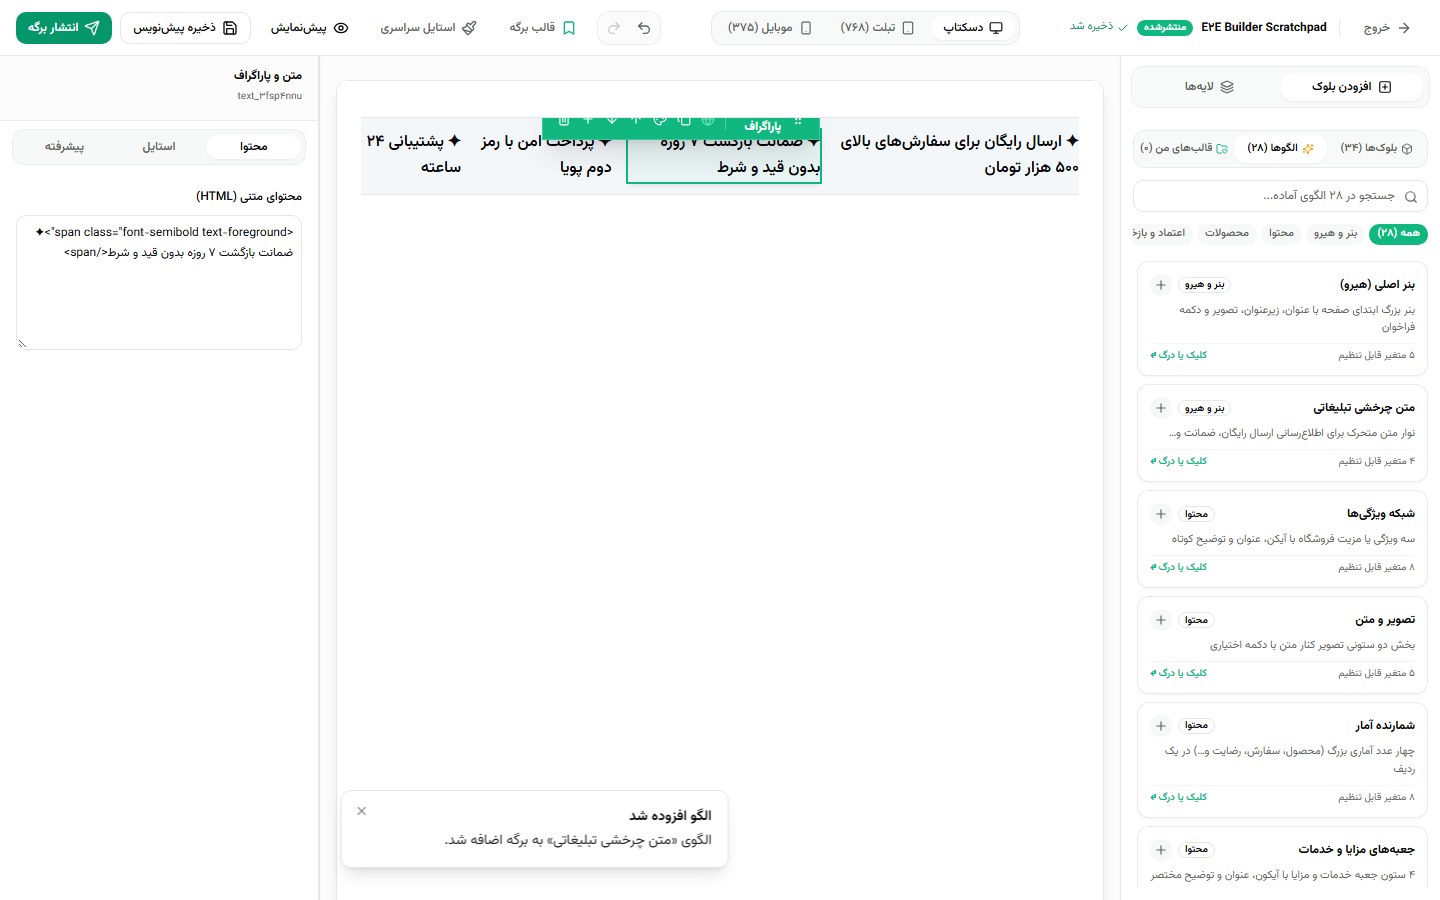 خروج
E2E Builder Scratchpad
منتشرشده
ذخیره شد
دسکتاپ
تبلت (۷۶۸)
موبایل (۳۷۵)
قالب برگه
استایل سراسری
پیش‌نمایش
ذخیره پیش‌نویس
انتشار برگه
افزودن بلوک
لایه‌ها
بلوک‌ها (۳۴)
الگوها (۲۸)
قالب‌های من (۰)
جستجو در ۲۸ الگوی آماده...
همه (۲۸)
بنر و هیرو
محتوا
محصولات
اعتماد و بازخ
بنر اصلی (هیرو)
بنر و هیرو
بنر بزرگ ابتدای صفحه با عنوان، زیرعنوان، تصویر و دکمه
فراخوان
۵ متغیر قابل تنظیم
کلیک یا درگ
متن چرخشی تبلیغاتی
بنر و هیرو
نوار متن متحرک برای اطلاع‌رسانی ارسال رایگان، ضمانت و...
۴ متغیر قابل تنظیم
کلیک یا درگ
شبکه ویژگی‌ها
محتوا
سه ویژگی یا مزیت فروشگاه با آیکن، عنوان و توضیح کوتاه
۸ متغیر قابل تنظیم
کلیک یا درگ
تصویر و متن
محتوا
بخش دو ستونی تصویر کنار متن با دکمه اختیاری
۵ متغیر قابل تنظیم
کلیک یا درگ
شمارنده آمار
محتوا
چهار عدد آماری بزرگ (محصول، سفارش، رضایت و...) در یک
ردیف
۸ متغیر قابل تنظیم
کلیک یا درگ
جعبه‌های مزایا و خدمات
محتوا
۴ ستون جعبه خدمات و مزایا با آیکون، عنوان و توضیح مختصر
پاراگراف
✦ ارسال رایگان برای سفارش‌های بالای
۵۰۰ هزار تومان
✦ ضمانت بازگشت ۷ روزه
بدون قید و شرط
✦ پرداخت امن با رمز
دوم پویا
✦ پشتیبانی ۲۴
ساعته
الگو افزوده شد
الگوی «متن چرخشی تبلیغاتی» به برگه اضافه شد.
متن و پاراگراف
text_۳fsp۴nnu
محتوا
استایل
پیشرفته
محتوای متنی (HTML)
<span class="font-semibold text-foreground">✦
ضمانت بازگشت ۷ روزه بدون قید و شرط</span>